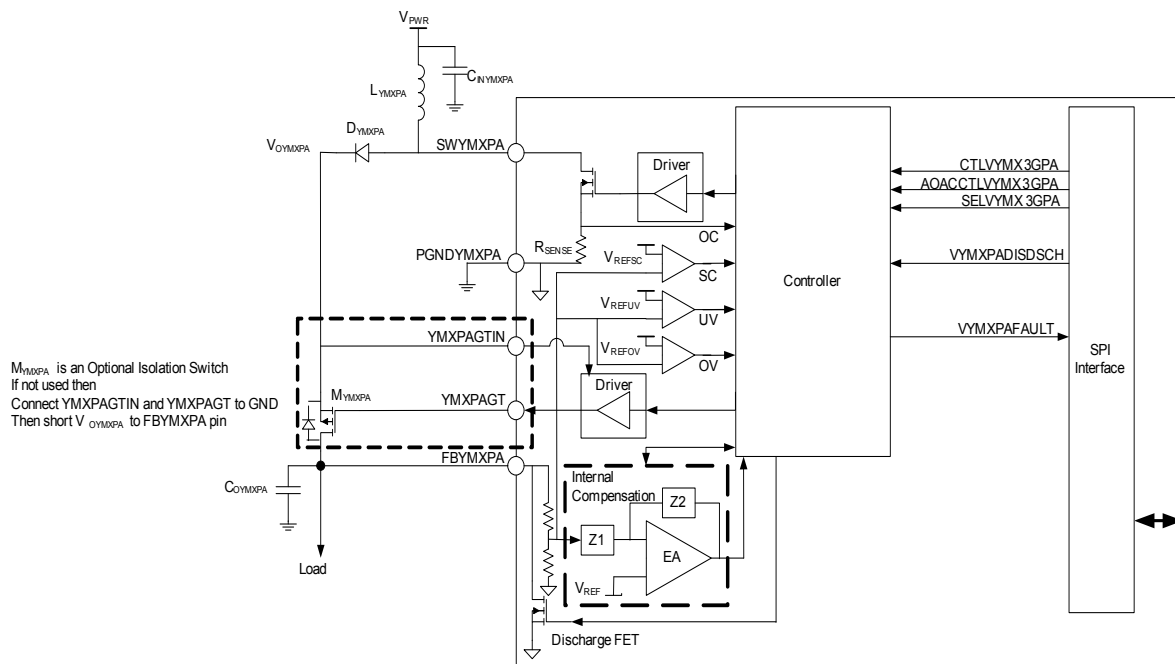 VPWR
CINYMXPA
LYMXPA
DYMXPA
VOYMXPA
SWYMXPA
Driver
CTLVYMX3GPA
AOACCTLVYMX3GPA
SELVYMX3GPA
OC
RSENSE
PGNDYMXPA
VREFSC
SC
VYMXPADISDSCH
Controller
VREFUV
UV
YMXPAGTIN
VREFOV
OV
VYMXPAFAULT
SPI
Interface
MYMXPA is an Optional Isolation Switch
If not used then
Connect YMXPAGTIN and YMXPAGT to GND
Then short VOYMXPA to FBYMXPA pin
MYMXPA
YMXPAGT
Driver
FBYMXPA
Internal
Compensation
COYMXPA
Z2
Z1
EA
VREF
Load
Discharge FET